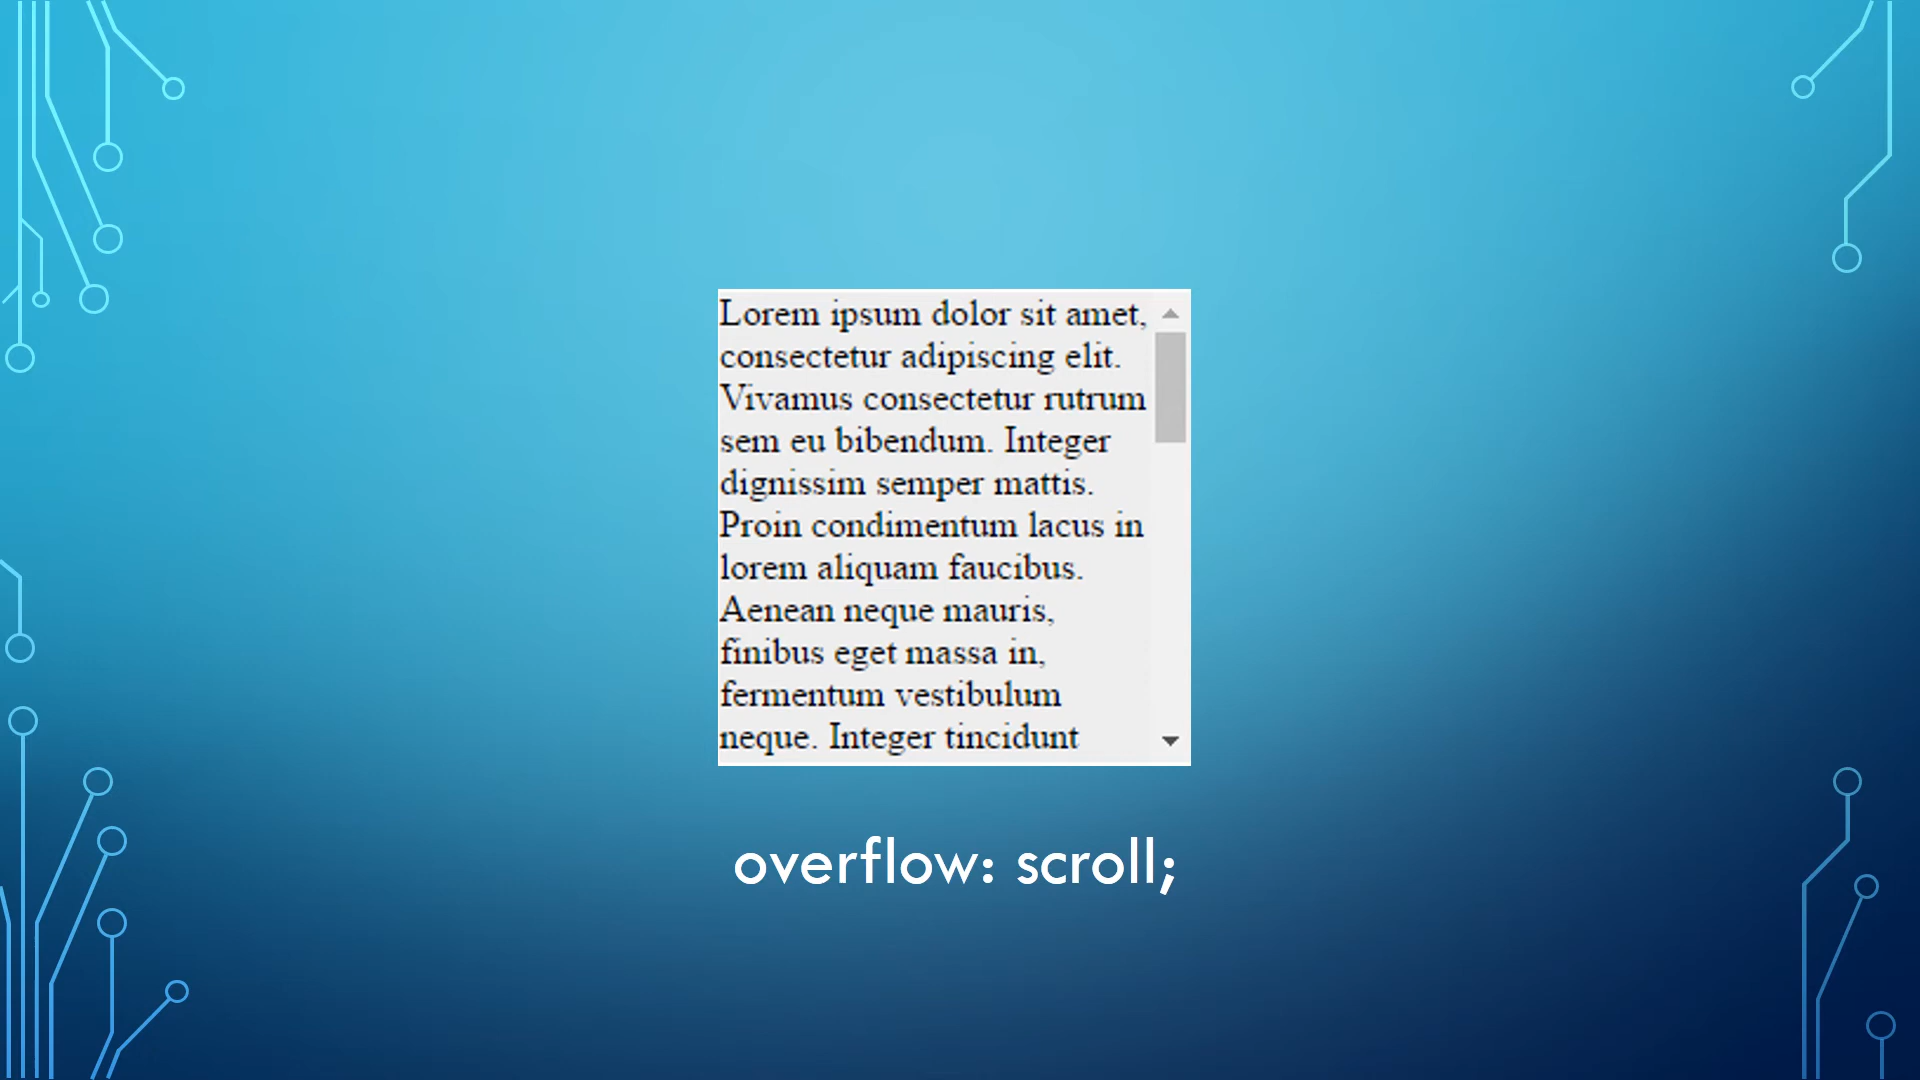 Lorem ipsum dolor sit amet,
consectetur adipiscing elit.
Vivamus consectetur rutrum
sem eu bibendum. Integer
dignissim semper mattis.
Proin condimentum lacus in
lorem aliquam faucibus.
Aenean neque mauris,
finibus eget massa in,
fermentum vestibulum
neque. Integer tincidunt
overflow: scroll;